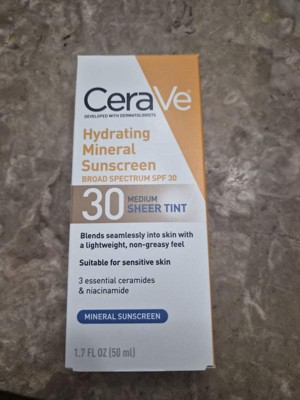 CeraVe
DEVELOPED WITH DERMATOLOGISTS
Hydrating
Mineral
Sunscreen
BROAD SPECTRUM SPF 30
30 MEDIUM
SHEER TINT
Blends seamlessly into skin with
a lightweight, non-greasy feel
Suitable for sensitive skin
3 essential ceramides
& niacinamide
MINERAL SUNSCREEN
1.7 FL OZ (50 ml)